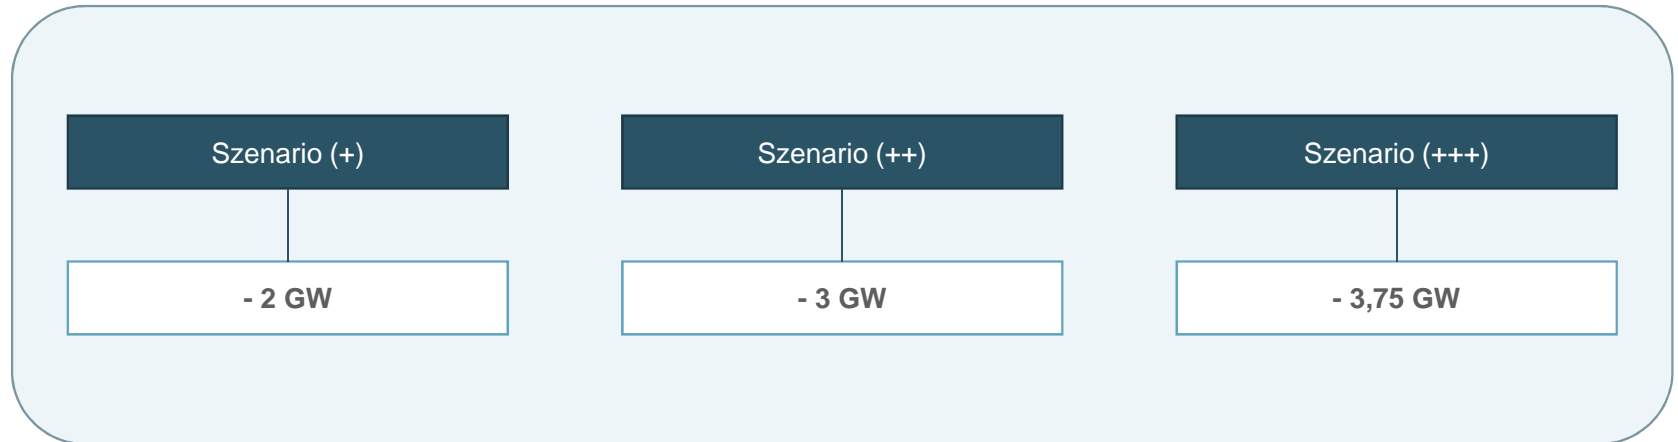 Szenario (+)
Szenario (++)
Szenario (+++)
- 2 GW
- 3 GW
- 3,75 GW